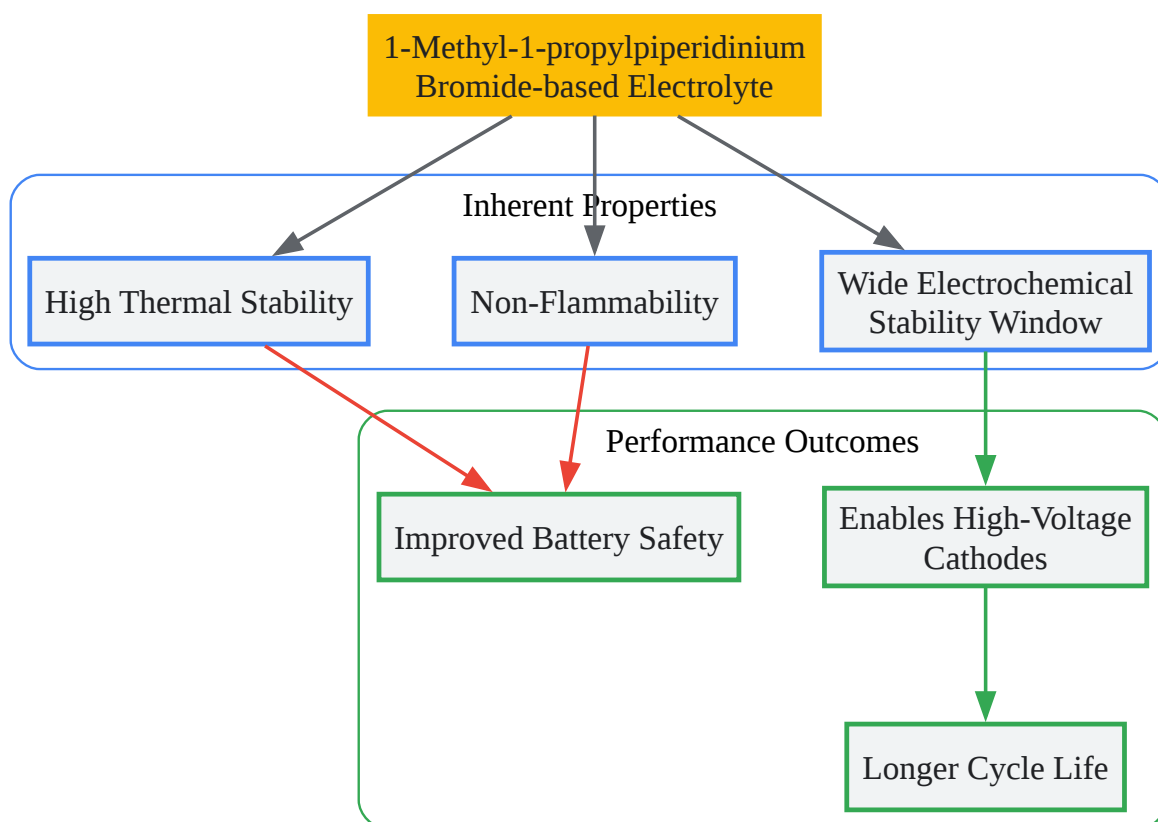 1-Methyl-1-propylpiperidinium
Bromide-based Electrolyte
Inherent Properties
High Thermal Stability
Non-Flammability
Wide Electrochemical
Stability Window
Performance Outcomes
Improved Battery Safety
Enables High-Voltage
Cathodes
Longer Cycle Life